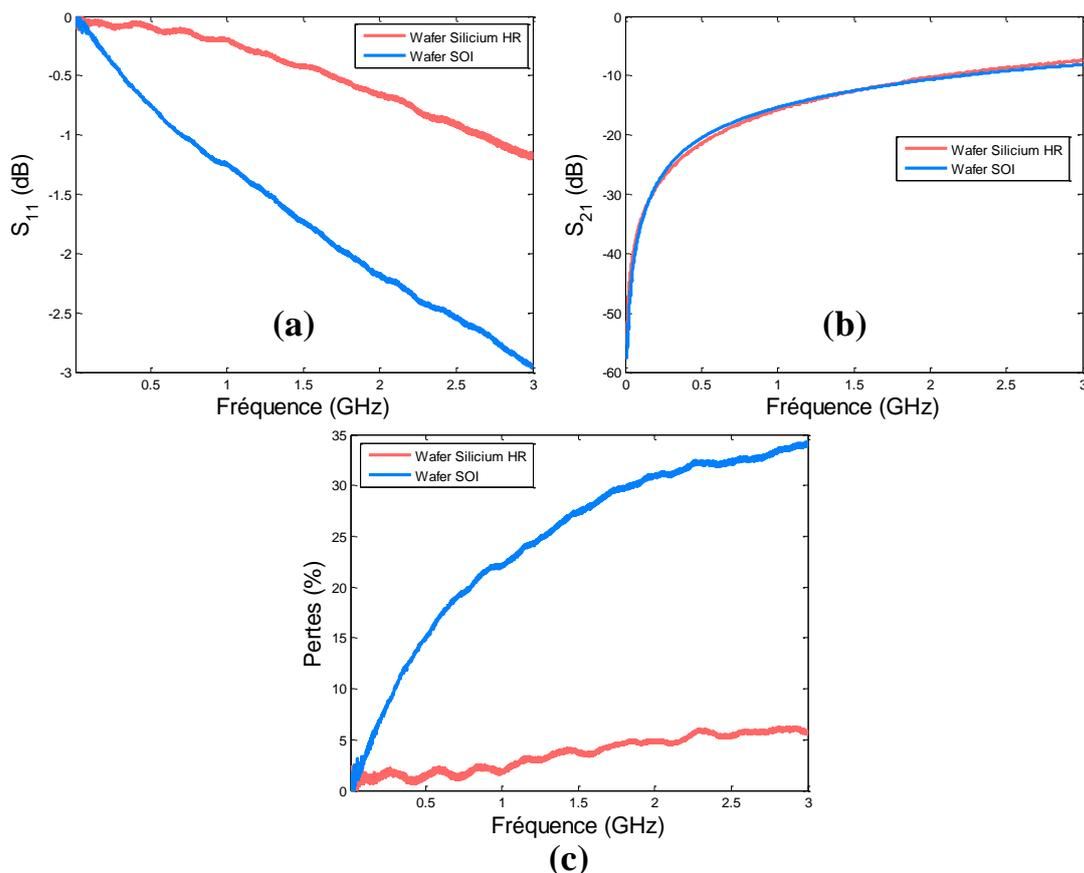 0
-0.5
-1
-1.5
-2
-2.5
-3
S11 (dB)
Wafer Silicium HR
Wafer SOI
(a)
0.5 1 1.5 2 2.5 3
Fréquence (GHz)
0
-10
-20
-30
-40
-50
-60
S21 (dB)
Wafer Silicium HR
Wafer SOI
(b)
0 0.5 1 1.5 2 2.5 3
Fréquence (GHz)
35
30
25
20
15
10
5
0
Pertes (%)
Wafer Silicium HR
Wafer SOI
0.5 1 1.5 2 2.5 3
Fréquence (GHz)
(c)